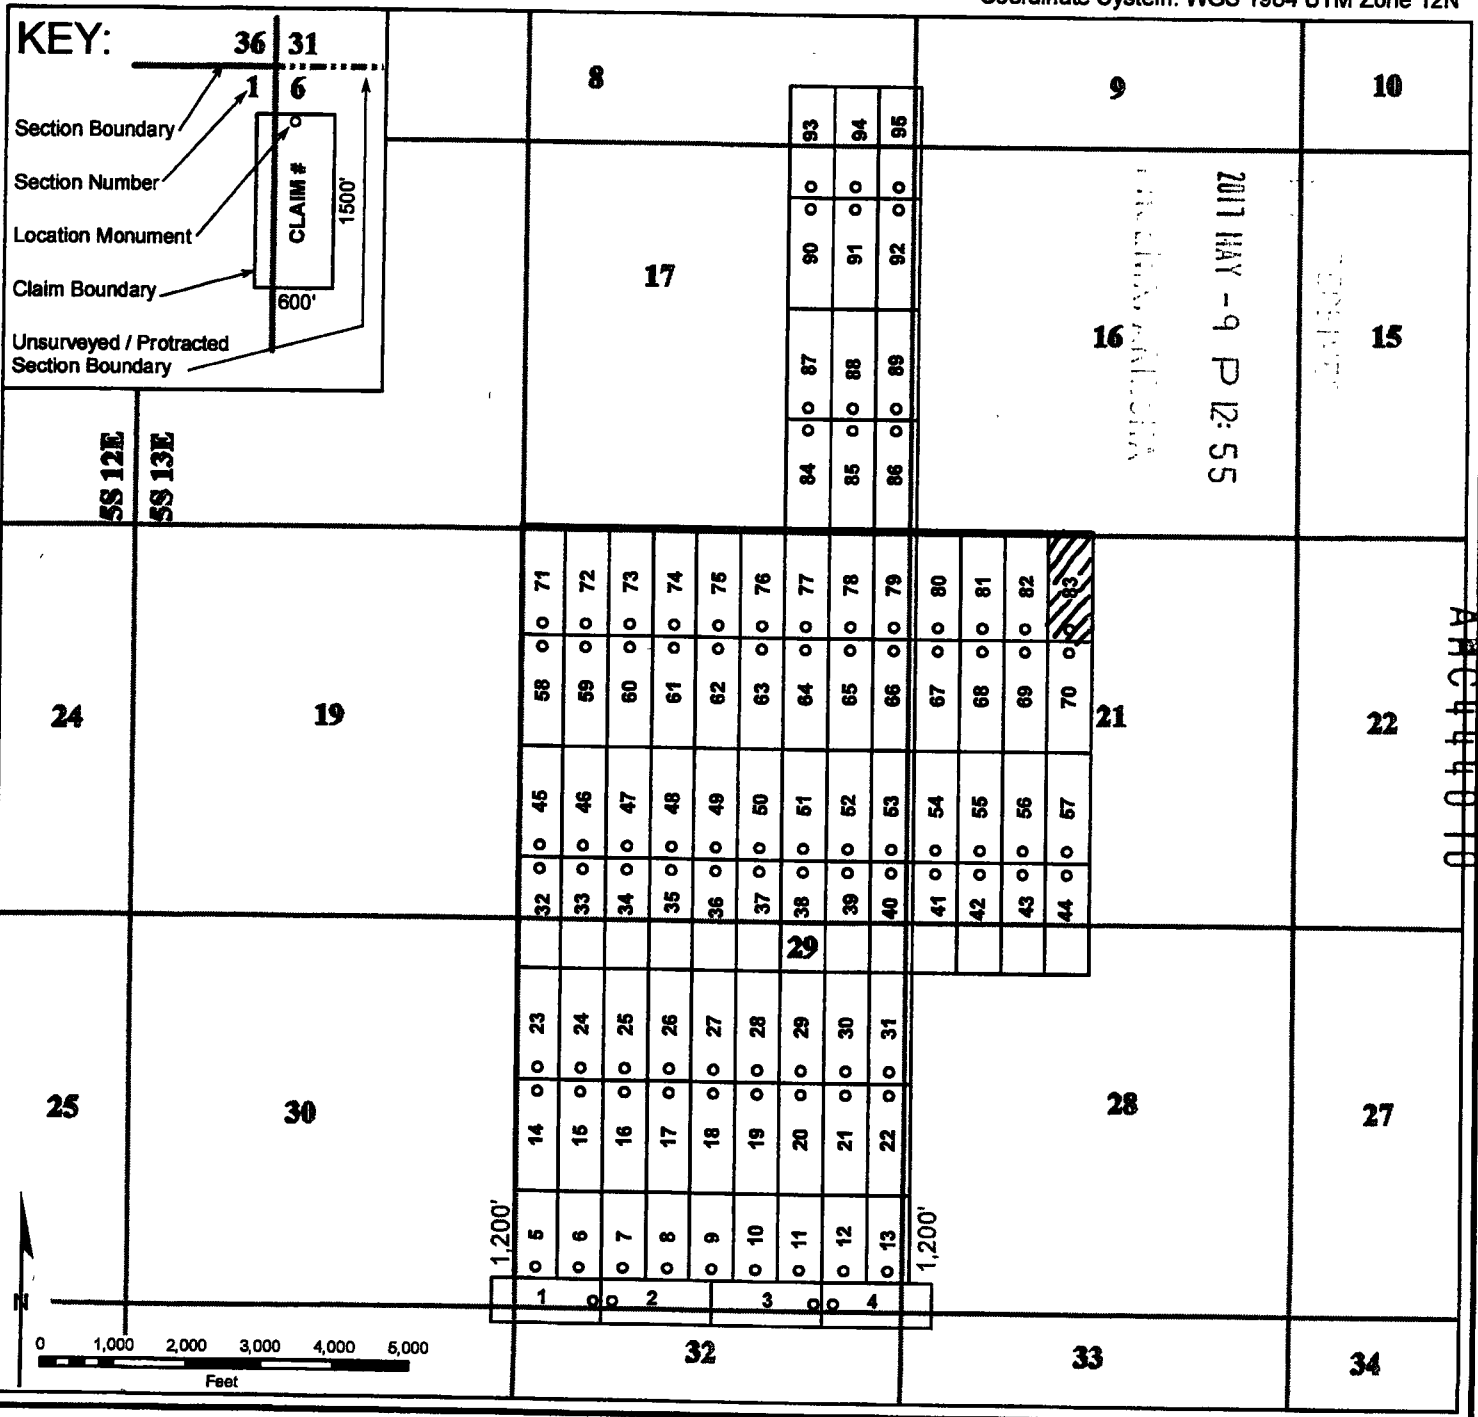 Coordinate System: WGS 1984 UTM Zone 12N
KEY:
36 31
1 6
Section Boundary
Section Number
Location Monument
Claim Boundary
Unsurveyed / Protracted
Section Boundary
CLAIM #
1500'
600'
8 9 10
93 94 95
17 16 15
90 91 92
87 88 89
84 85 86
2017 MAY -9 P 12:55
5S 12E
5S 13E
71 72 73 74 75 76 77 78 79 80 81 82 83
24 19 21 22
58 59 60 61 62 63 64 65 66 67 68 69 70
45 46 47 48 49 50 51 52 53 54 55 56 57
32 33 34 35 36 37 38 39 40 41 42 43 44
29
23 24 25 26 27 28 29 30 31
25 30 28 27
14 15 16 17 18 19 20 21 22
1,200' 5 6 7 8 9 10 11 12 13 1,200'
1 2 3 4
N
0 1,000 2,000 3,000 4,000 5,000
Feet
32 33 34